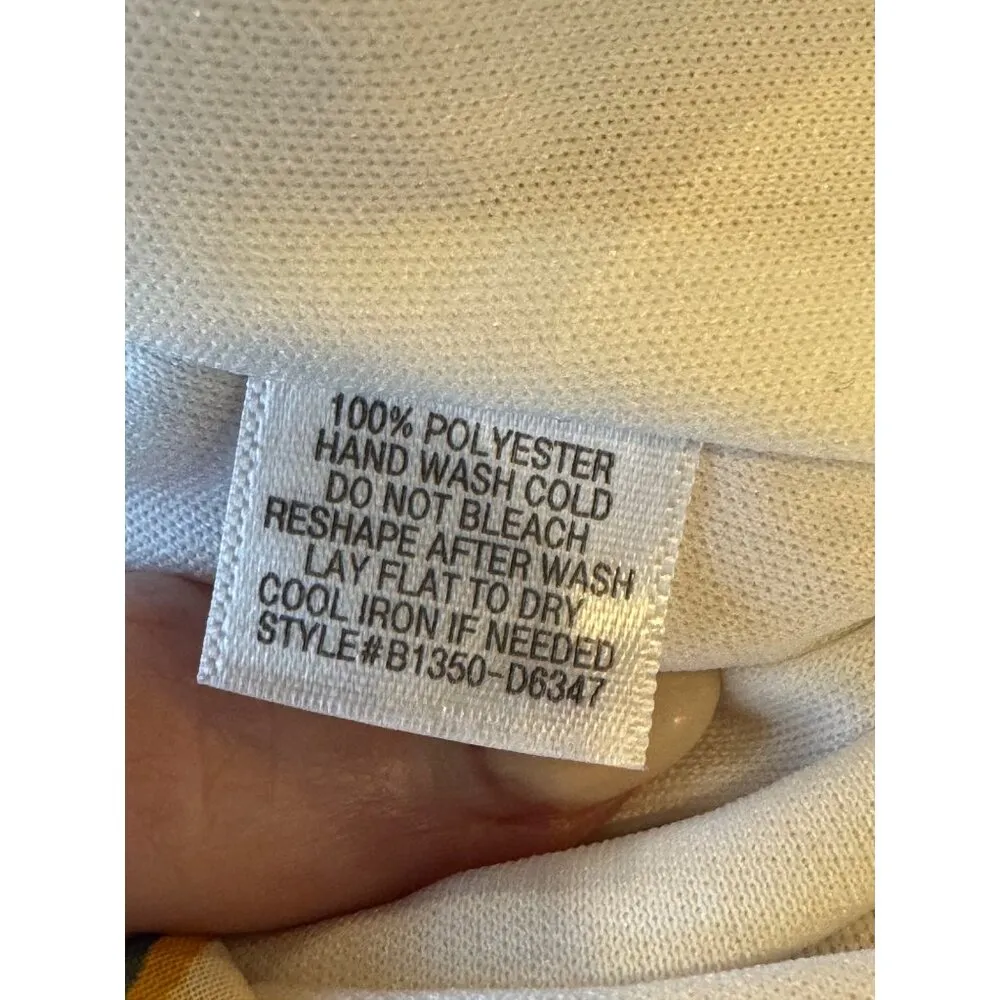 100% POLYESTER
HAND WASH COLD
DO NOT BLEACH
RESHAPE AFTER WASH
LAY FLAT TO DRY
COOL IRON IF NEEDED
STYLE#B1350-D6347